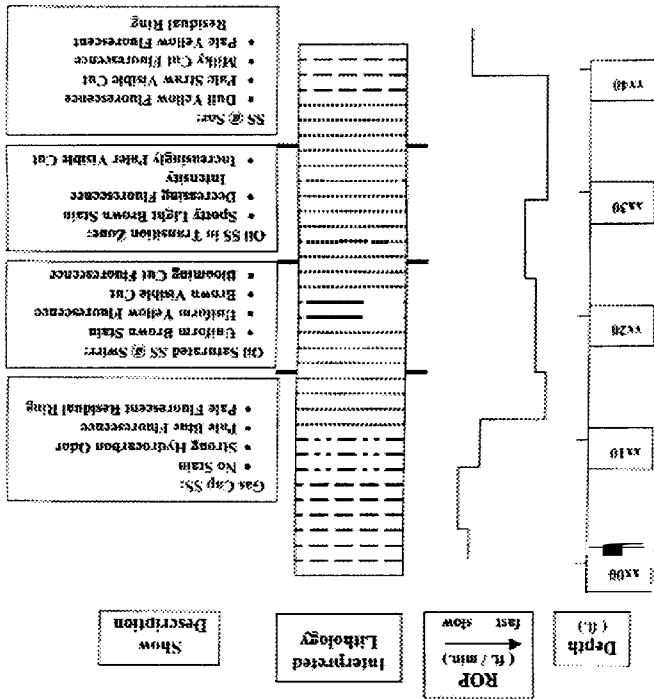 Depth
( ft.)
ROP
( ft. / min.)
slow fast
Interpreted
Lithology
Show
Description
xx00
xx10
vx20
xx30
vx40
Gas Cap SS:
• No Stain
• Strong Hydrocarbon Odor
• Pale Blue Fluorescence
• Pale Fluorescent Residual Ring
Oil Saturated SS @ Swirr:
• Uniform Brown Stain
• Uniform Yellow Fluorescence
• Brown Visible Cut
• Blooming Cut Fluorescence
Oil SS in Transition Zone:
• Spotty Light Brown Stain
• Decreasing Fluorescence
Intensity
• Increasingly Paler Visible Cut
SS @ Sor:
• Dull Yellow Fluorescence
• Pale Straw Visible Cut
• Milky Cut Fluorescence
• Pale Yellow Fluorescent
Residual Ring